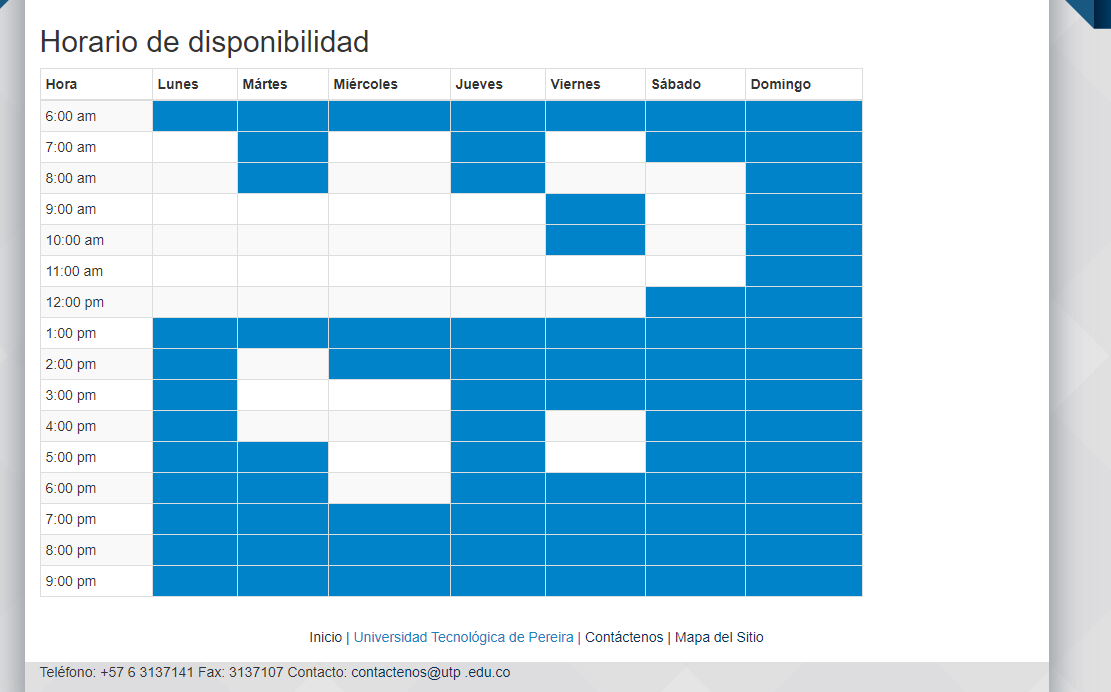 Horario de disponibilidad
Hora Lunes Mártes Miércoles Jueves Viernes Sábado Domingo
6:00 am
7:00 am
8:00 am
9:00 am
10:00 am
11:00 am
12:00 pm
1:00 pm
2:00 pm
3:00 pm
4:00 pm
5:00 pm
6:00 pm
7:00 pm
8:00 pm
9:00 pm
Inicio | Universidad Tecnológica de Pereira | Contáctenos | Mapa del Sitio
Teléfono: +57 6 3137141 Fax: 3137107 Contacto: contactenos@utp .edu.co